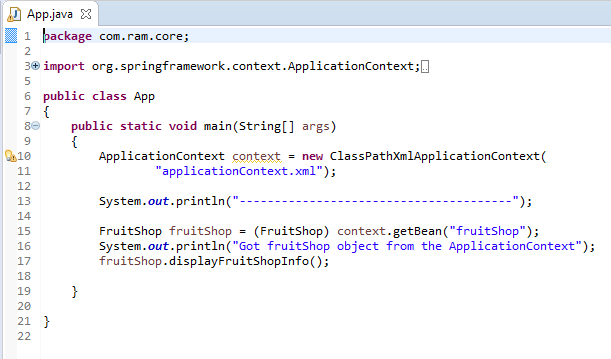 App.java
1 package com.ram.core;
2
3 import org.springframework.context.ApplicationContext;
5
6 public class App
7 {
8 public static void main(String[] args)
9 {
10 ApplicationContext context = new ClassPathXmlApplicationContext(
11 "applicationContext.xml");
12
13 System.out.println("---------------------------------------");
14
15 FruitShop fruitShop = (FruitShop) context.getBean("fruitShop");
16 System.out.println("Got fruitShop object from the ApplicationContext");
17 fruitShop.displayFruitShopInfo();
18
19 }
20
21 }
22